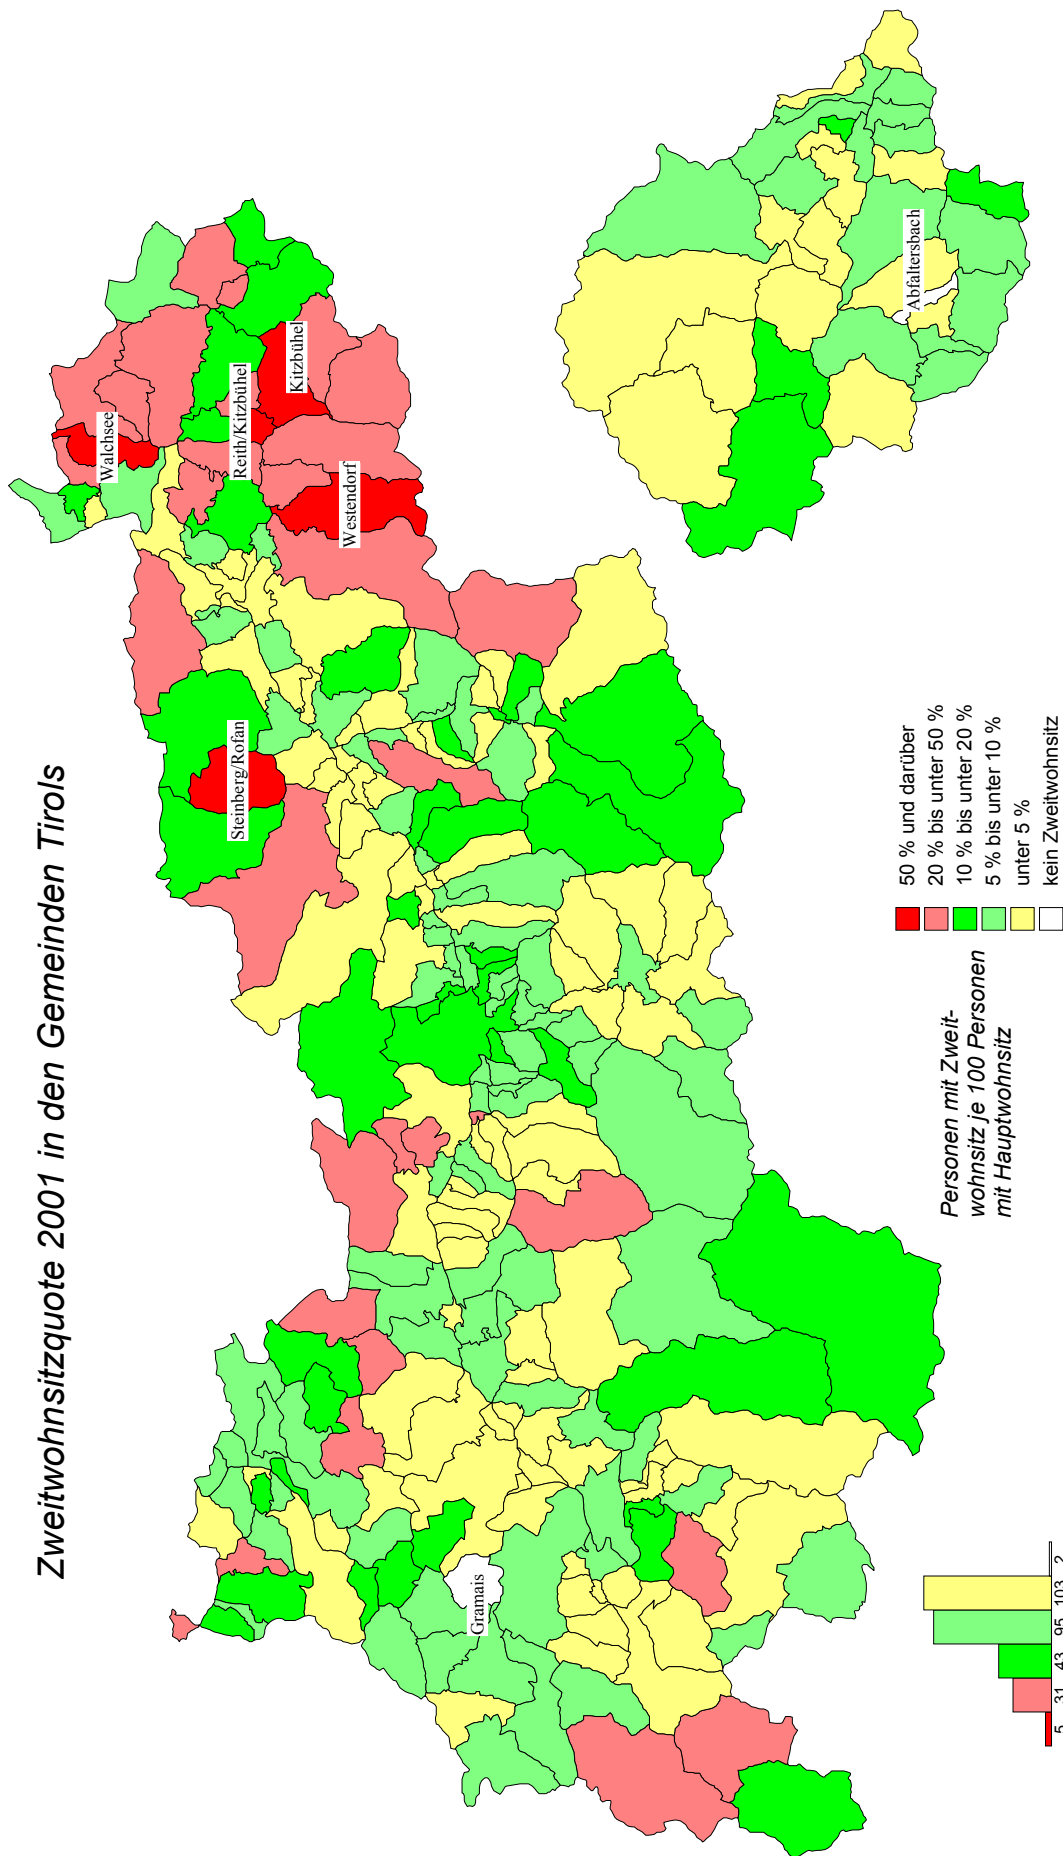 Zweitwohnsitzquote 2001 in den Gemeinden Tirols
Walchsee
Reith/Kitzbühel
Kitzbühel
Westendorf
Steinberg/Rofan
Gramais
Abfaltersbach
Personen mit Zweit-
wohnsitz je 100 Personen
mit Hauptwohnsitz
50 % und darüber
20 % bis unter 50 %
10 % bis unter 20 %
5 % bis unter 10 %
unter 5 %
kein Zweitwohnsitz
5 31 43 95 103 2